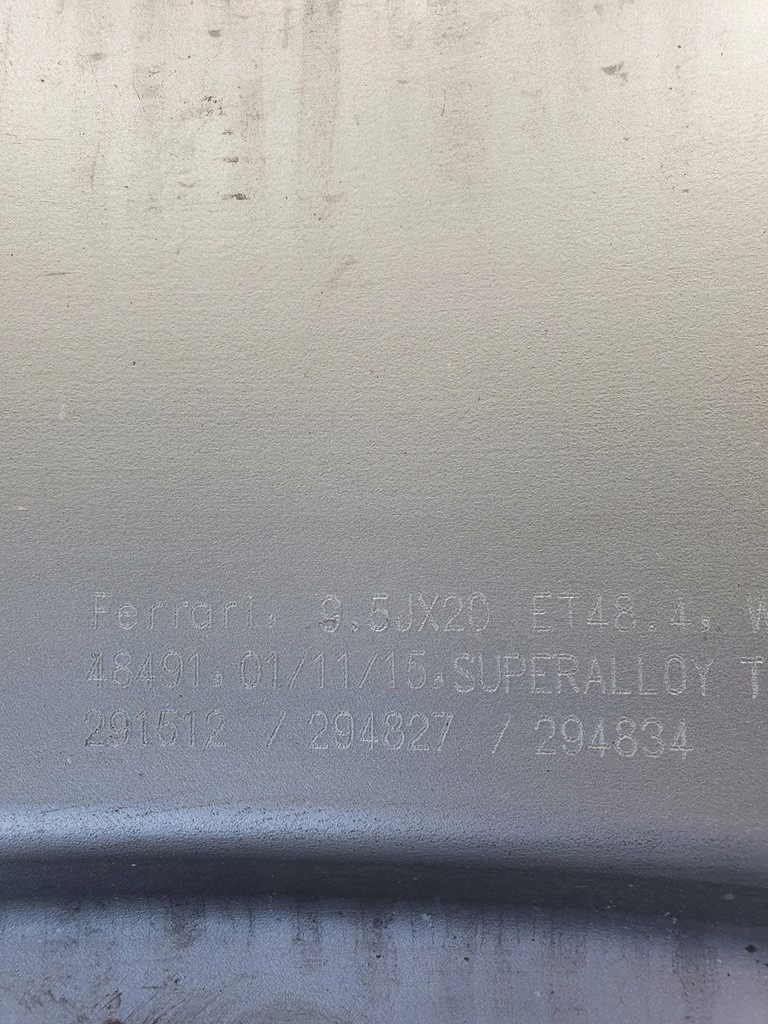 Ferrari, 9.5JX20 ET48.4, W
48491,01/11/15,SUPERALLOY T
291512 / 294827 / 294834